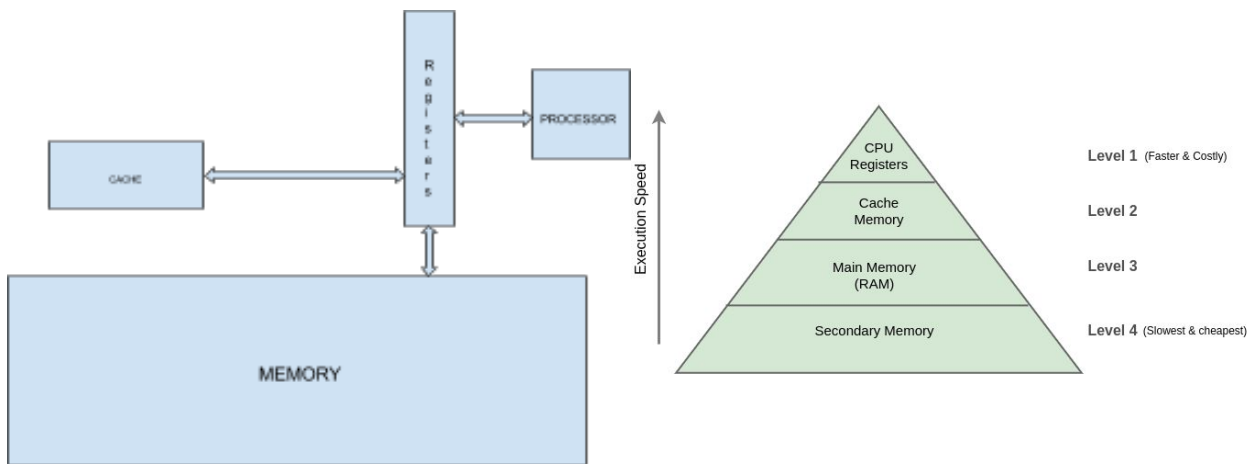 Registers
PROCESSOR
CACHE
MEMORY
Execution Speed
CPU
Registers
Level 1 (Faster & Costly)
Cache
Memory
Level 2
Main Memory
(RAM)
Level 3
Secondary Memory
Level 4 (Slowest & cheapest)